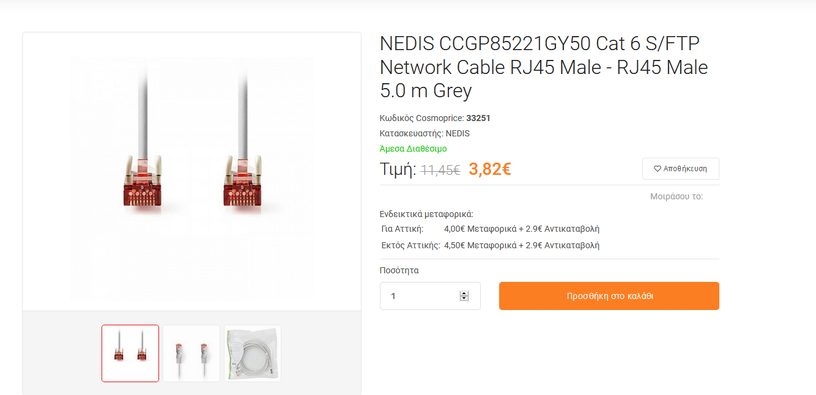 NEDIS CCGP85221GY50 Cat 6 S/FTP
Network Cable RJ45 Male - RJ45 Male
5.0 m Grey
Κωδικός Cosmoprice: 33251
Κατασκευαστής: NEDIS
Άμεσα Διαθέσιμο
Τιμή: 11,45€ 3,82€
Αποθήκευση
Μοιράσου το:
Ενδεικτικά μεταφορικά:
Για Αττική: 4,00€ Μεταφορικά + 2.9€ Αντικαταβολή
Εκτός Αττικής: 4,50€ Μεταφορικά + 2.9€ Αντικαταβολή
Ποσότητα
1
Προσθήκη στο καλάθι